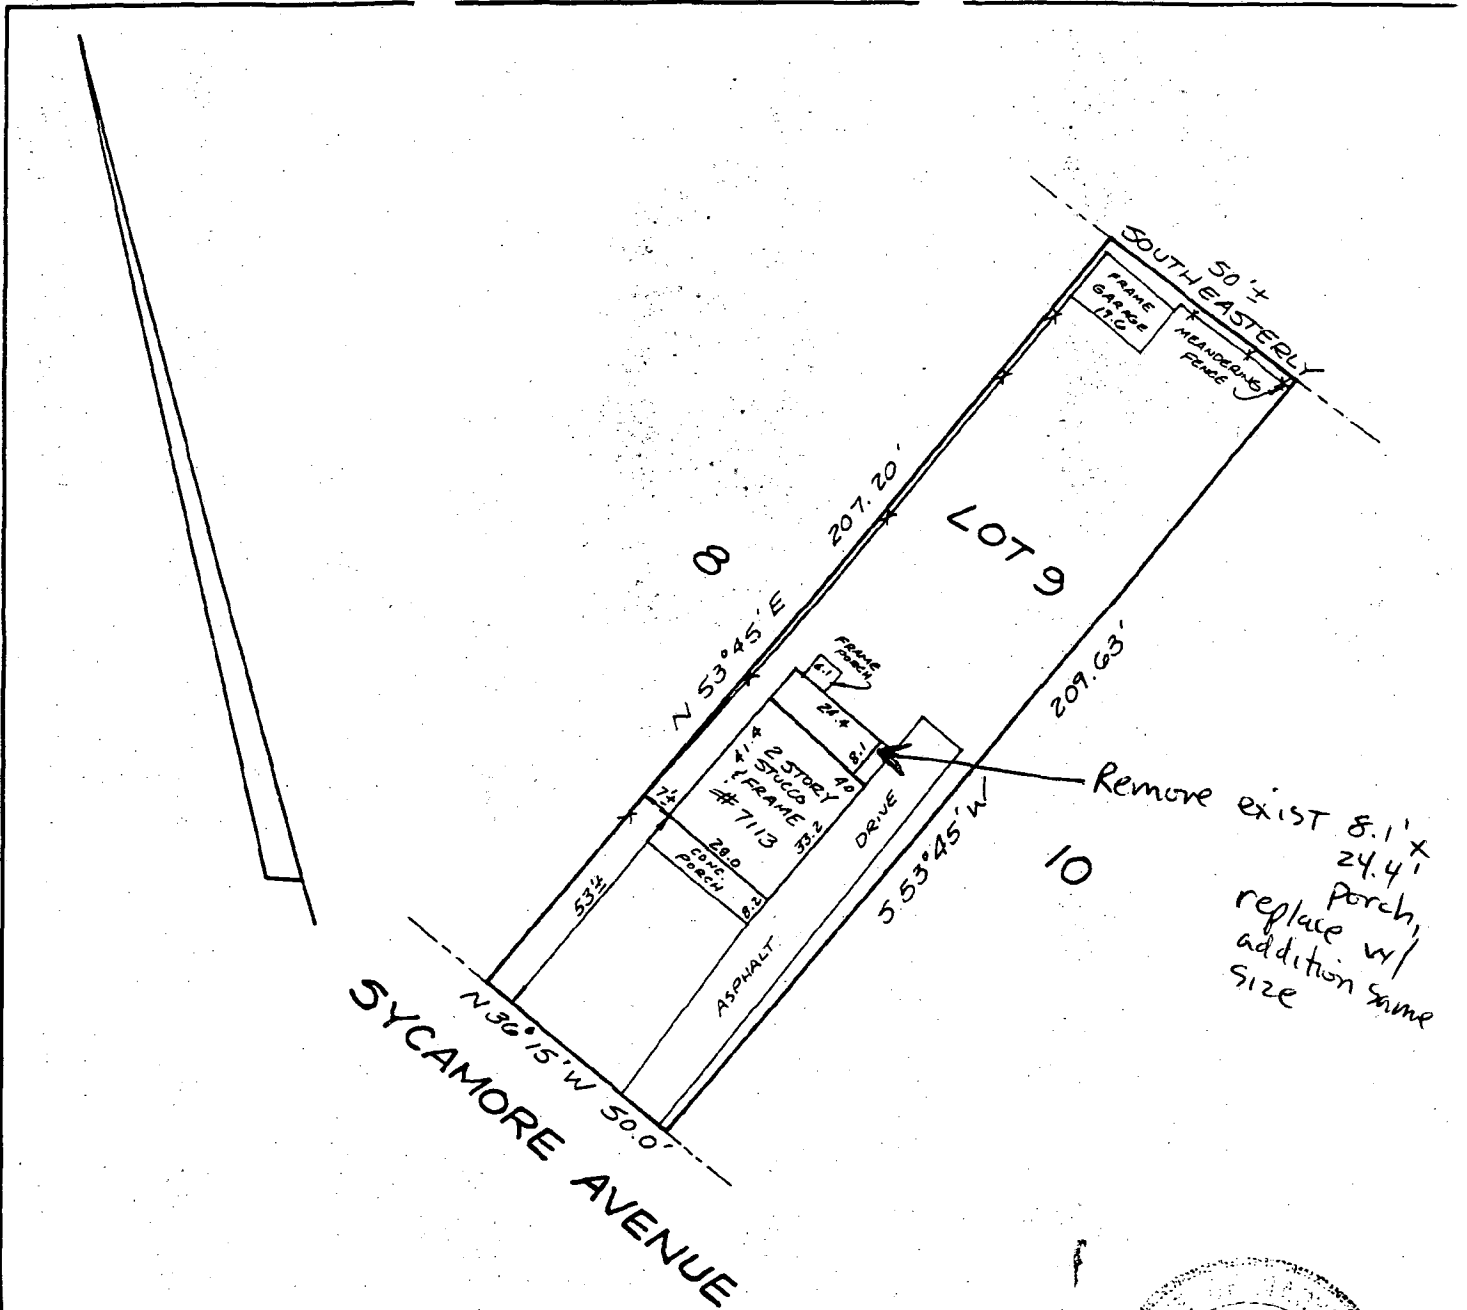 SOUTHEASTERLY
50'±
FRAME
GARAGE
MEANDERING
FENCE
207.20'
LOT 9
8
N 53°45' E
FRAME
PORCH
6.1
24.4
8.1
209.63'
41.4
2 STORY
STUCCO
& FRAME
# 7113
40
33.2
7±
28.0
CONC.
PORCH
8.2
53±
DRIVE
ASPHALT
S 53°45' W
10
Remove exist 8.1' x
24.4'
porch,
replace w/
addition same
size
N 36°15' W 50.0'
SYCAMORE AVENUE